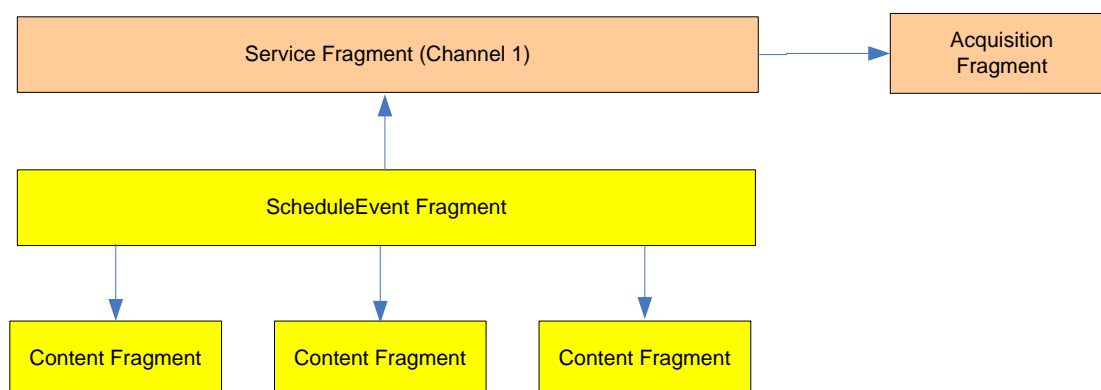 Service Fragment (Channel 1)
Acquisition
Fragment
ScheduleEvent Fragment
Content Fragment
Content Fragment
Content Fragment